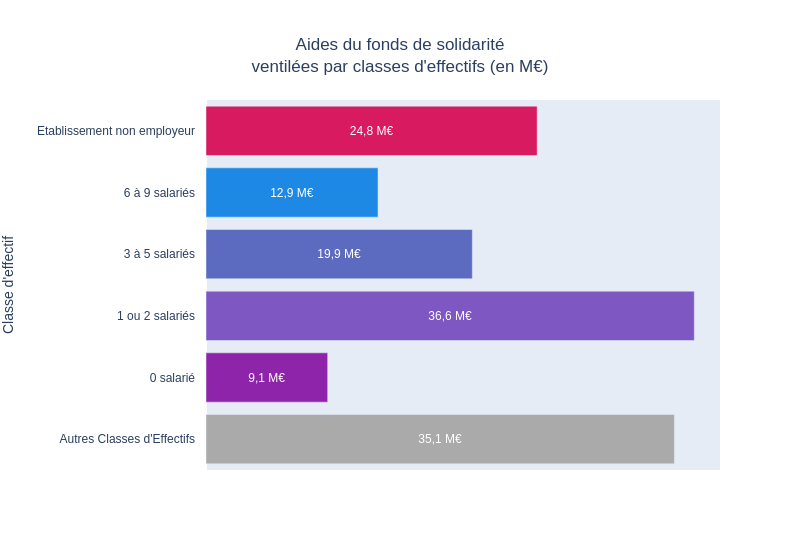 Aides du fonds de solidarité
ventilées par classes d'effectifs (en M€)
Classe d'effectif
Etablissement non employeur
24,8 M€
6 à 9 salariés
12,9 M€
3 à 5 salariés
19,9 M€
1 ou 2 salariés
36,6 M€
0 salarié
9,1 M€
Autres Classes d'Effectifs
35,1 M€